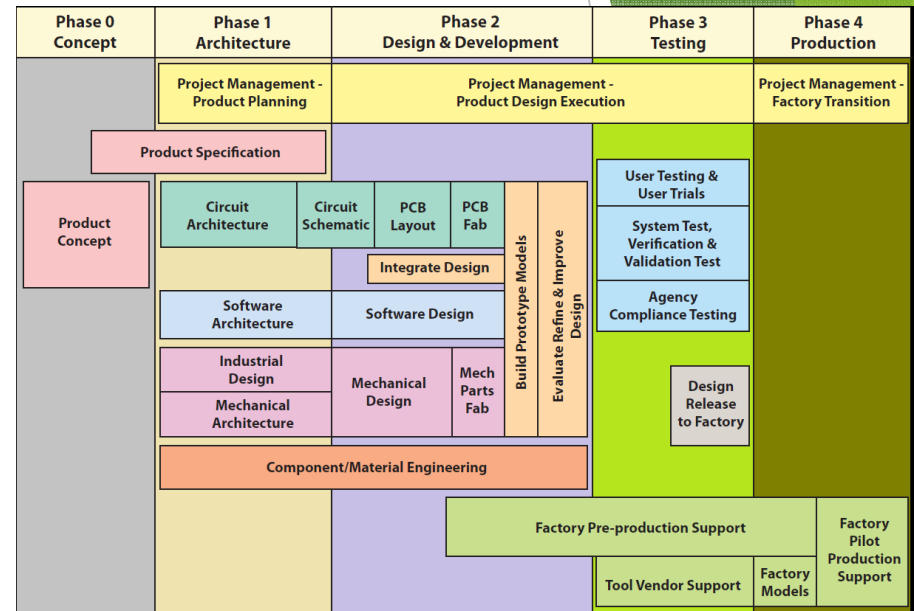 Phase 0
Concept
Phase 1
Architecture
Phase 2
Design & Development
Phase 3
Testing
Phase 4
Production
Project Management -
Product Planning
Project Management -
Product Design Execution
Project Management -
Factory Transition
Product Specification
Product
Concept
Circuit
Architecture
Circuit
Schematic
PCB
Layout
PCB
Fab
Integrate Design
Software
Architecture
Software Design
Industrial
Design
Mechanical
Architecture
Mechanical
Design
Mech
Parts
Fab
Build Prototype Models
Evaluate Refine & Improve
Design
User Testing &
User Trials
System Test,
Verification &
Validation Test
Agency
Compliance Testing
Design
Release
to Factory
Component/Material Engineering
Factory Pre-production Support
Factory
Pilot
Production
Support
Tool Vendor Support
Factory
Models